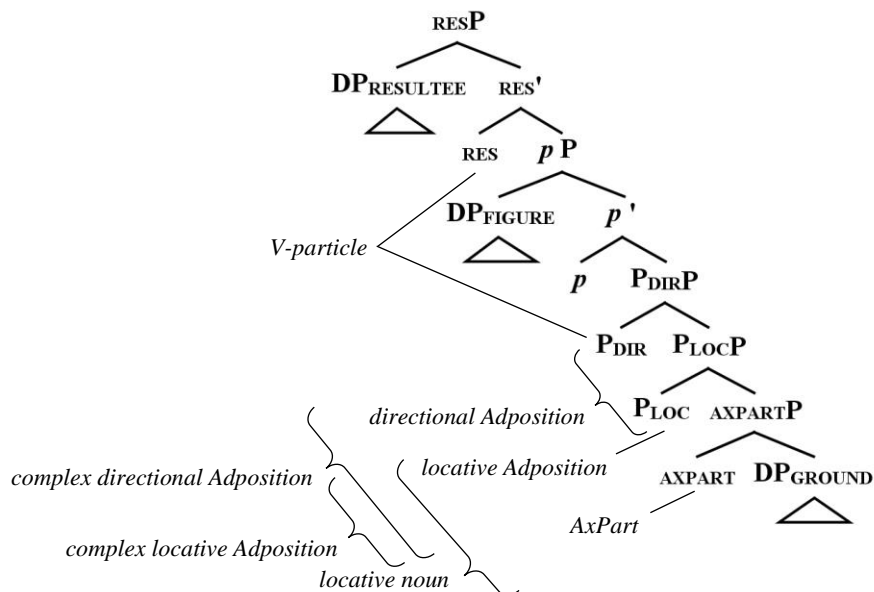 RESP
DPRESULTEE RES'
RES pP
DPFIGURE p'
V-particle
p PDIRP
PDIR PLOCP
directional Adposition PLOC AXPARTP
complex directional Adposition locative Adposition AXPART DPGROUND
AxPart
complex locative Adposition
locative noun